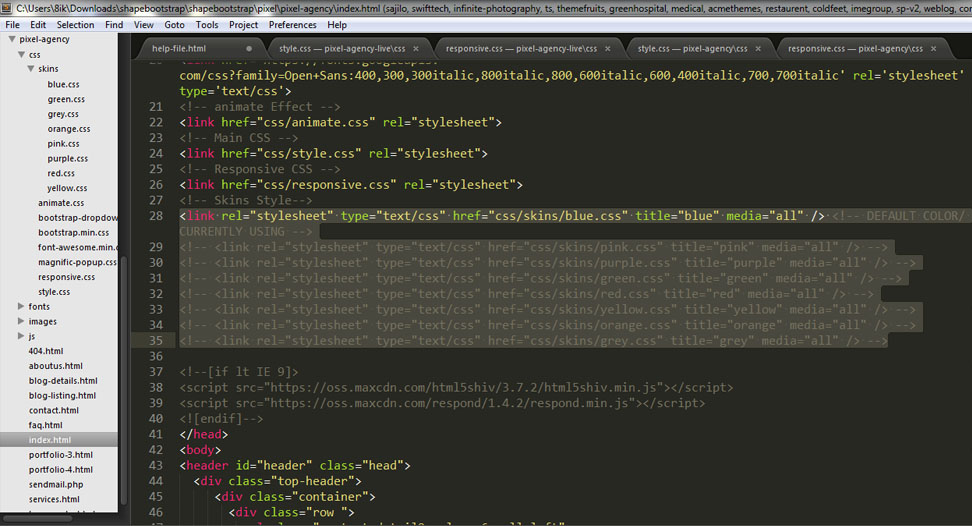 C:\Users\8ik\Downloads\shapebootstrap\shapebootstrap\pixel\pixel-agency\index.html (sajilo, swifttech, infinite-photography, ts, themefruits, greenhospital, medical, acmethemes, restaurent, coldfeet, imegroup, sp-v2, weblog, cor
File Edit Selection Find View Goto Tools Project Preferences Help
help-file.html
style.css — pixel-agency-live\css ×
responsive.css — pixel-agency-live\css ×
style.css — pixel-agency\css ×
responsive.css — pixel-agency\css ×
pixel-agency
css
skins
blue.css
green.css
grey.css
orange.css
pink.css
purple.css
red.css
yellow.css
animate.css
bootstrap-dropdow
bootstrap.min.css
font-awesome.min.c
magnific-popup.css
responsive.css
style.css
fonts
images
js
404.html
aboutus.html
blog-details.html
blog-listing.html
contact.html
faq.html
index.html
portfolio-3.html
portfolio-4.html
sendmail.php
services.html
com/css?family=Open+Sans:400,300,300italic,800italic,800,600italic,600,400italic,700,700italic' rel='stylesheet'
type='text/css'>
21 <!-- animate Effect -->
22 <link href="css/animate.css" rel="stylesheet">
23 <!-- Main CSS -->
24 <link href="css/style.css" rel="stylesheet">
25 <!-- Responsive CSS -->
26 <link href="css/responsive.css" rel="stylesheet">
27 <!-- Skins Style-->
28 <link rel="stylesheet" type="text/css" href="css/skins/blue.css" title="blue" media="all" /> <!-- DEFAULT COLOR/
CURRENTLY USING -->
29 <!-- <link rel="stylesheet" type="text/css" href="css/skins/pink.css" title="pink" media="all" /> -->
30 <!-- <link rel="stylesheet" type="text/css" href="css/skins/purple.css" title="purple" media="all" /> -->
31 <!-- <link rel="stylesheet" type="text/css" href="css/skins/green.css" title="green" media="all" /> -->
32 <!-- <link rel="stylesheet" type="text/css" href="css/skins/red.css" title="red" media="all" /> -->
33 <!-- <link rel="stylesheet" type="text/css" href="css/skins/yellow.css" title="yellow" media="all" /> -->
34 <!-- <link rel="stylesheet" type="text/css" href="css/skins/orange.css" title="orange" media="all" /> -->
35 <!-- <link rel="stylesheet" type="text/css" href="css/skins/grey.css" title="grey" media="all" /> -->
36
37 <!--[if lt IE 9]>
38 <script src="https://oss.maxcdn.com/html5shiv/3.7.2/html5shiv.min.js"></script>
39 <script src="https://oss.maxcdn.com/respond/1.4.2/respond.min.js"></script>
40 <![endif]-->
41 </head>
42 <body>
43 <header id="header" class="head">
44 <div class="top-header">
45 <div class="container">
46 <div class="row ">